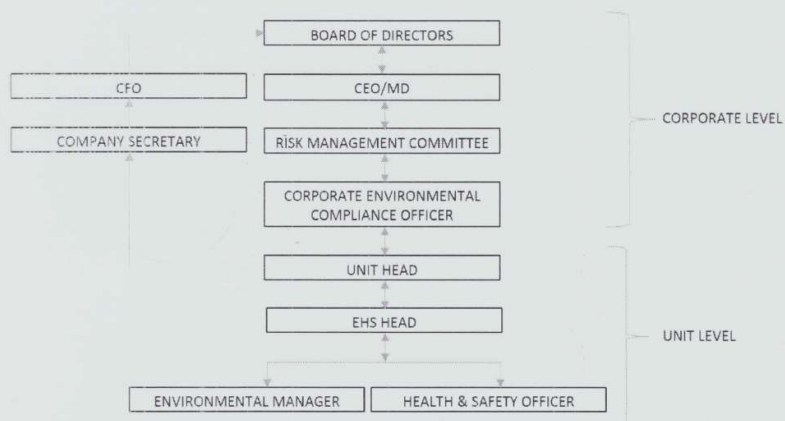 BOARD OF DIRECTORS
CFO
CEO/MD
CORPORATE LEVEL
COMPANY SECRETARY
RISK MANAGEMENT COMMITTEE
CORPORATE ENVIRONMENTAL
COMPLIANCE OFFICER
UNIT HEAD
EHS HEAD
UNIT LEVEL
ENVIRONMENTAL MANAGER
HEALTH & SAFETY OFFICER